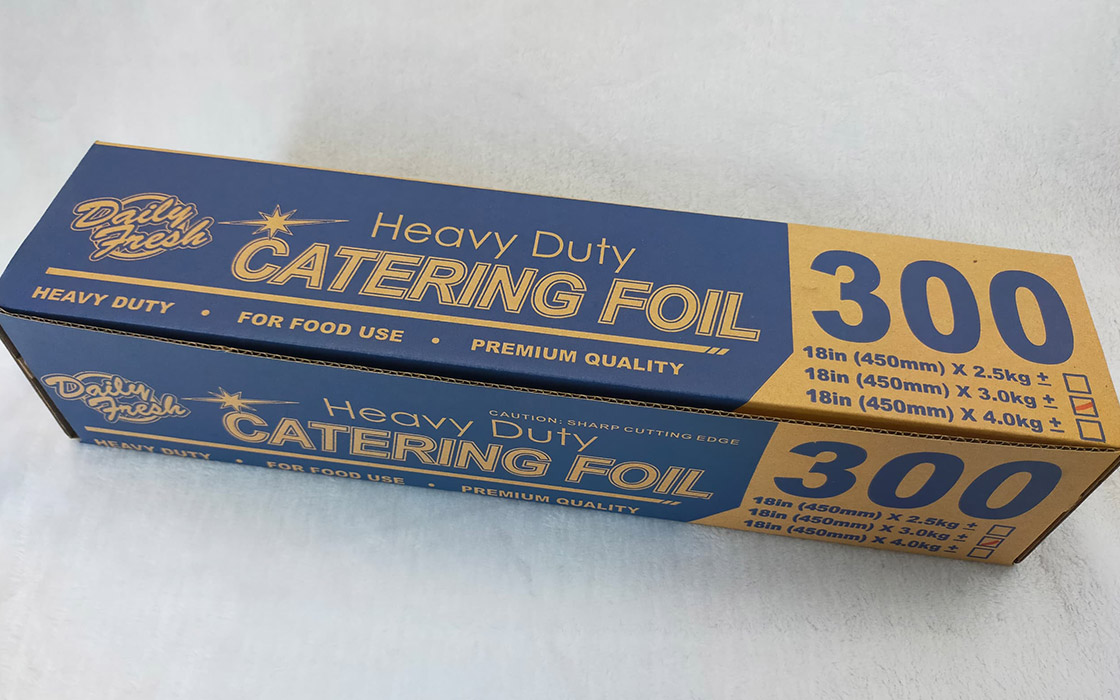 Daily
Fresh
Heavy Duty
CATERING FOIL
HEAVY DUTY • FOR FOOD USE • PREMIUM QUALITY
300
18in (450mm) X 2.5kg ±
18in (450mm) X 3.0kg ±
18in (450mm) X 4.0kg ±
Daily
Fresh
CAUTION: SHARP CUTTING EDGE
Heavy Duty
CATERING FOIL
HEAVY DUTY • FOR FOOD USE • PREMIUM QUALITY
300
18in (450mm) X 2.5kg ±
18in (450mm) X 3.0kg ±
18in (450mm) X 4.0kg ±